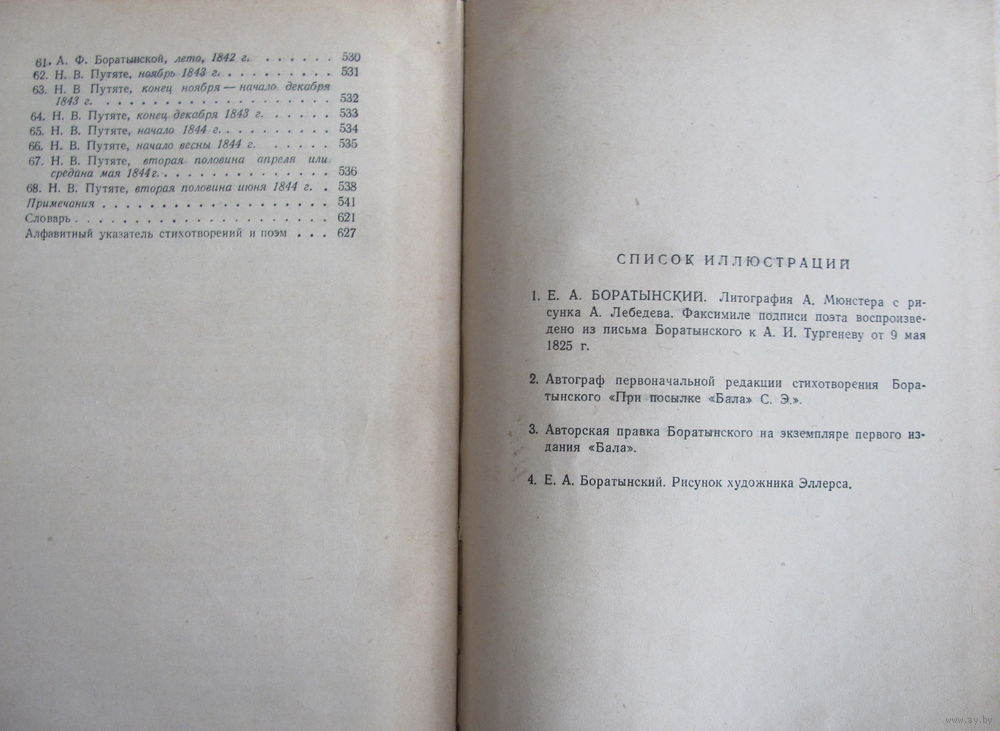 61. А. Ф. Боратынской, лето, 1842 г. . . . . . . 530
62. Н. В. Путяте, ноябрь 1843 г. . . . . . . . . 531
63. Н. В Путяте, конец ноября — начало декабря
1843 г. . . . . . . . . . . . . . . . . . . . 532
64. Н. В. Путяте, конец декабря 1843 г. . . . . . 533
65. Н. В. Путяте, начало 1844 г. . . . . . . . . 534
66. Н. В. Путяте, начало весны 1844 г. . . . . . 535
67. Н. В. Путяте, вторая половина апреля или
средина мая 1844 г. . . . . . . . . . . . . . 536
68. Н. В. Путяте, вторая половина июня 1844 г. . . 538
Примечания . . . . . . . . . . . . . . . . . . 541
Словарь . . . . . . . . . . . . . . . . . . . . 621
Алфавитный указатель стихотворений и поэм . . . 627
СПИСОК ИЛЛЮСТРАЦИЙ
1. Е. А. БОРАТЫНСКИЙ. Литография А. Мюнстера с ри-
сунка А. Лебедева. Факсимиле подписи поэта воспроизве-
дено из письма Боратынского к А. И. Тургеневу от 9 мая
1825 г.
2. Автограф первоначальной редакции стихотворения Бора-
тынского «При посылке «Бала» С. Э.».
3. Авторская правка Боратынского на экземпляре первого из-
дания «Бала».
4. Е. А. Боратынский. Рисунок художника Эллерса.
www.ay.by